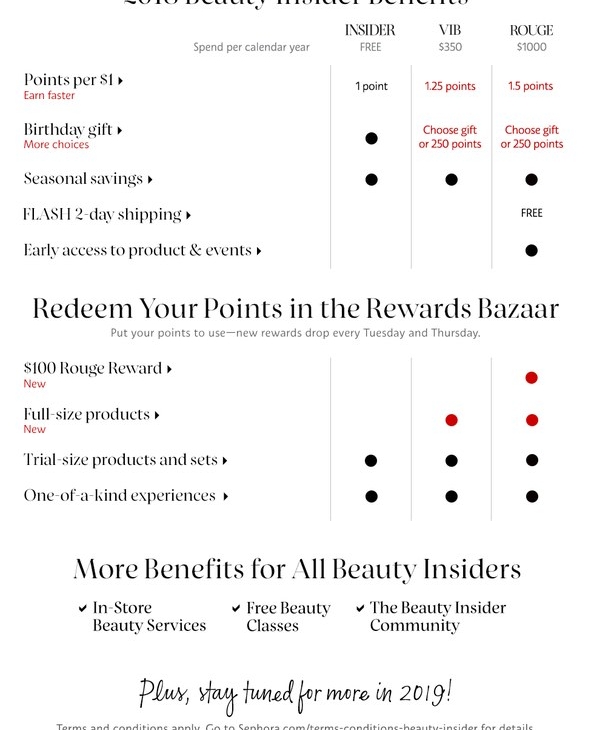 2018 Beauty Insider Benefits
INSIDER VIB ROUGE
Spend per calendar year FREE $350 $1000
Points per $1 1 point 1.25 points 1.5 points
Earn faster
Birthday gift Choose gift or 250 points Choose gift or 250 points
More choices
Seasonal savings
FLASH 2-day shipping FREE
Early access to product & events
Redeem Your Points in the Rewards Bazaar
Put your points to use—new rewards drop every Tuesday and Thursday.
$100 Rouge Reward
New
Full-size products
New
Trial-size products and sets
One-of-a-kind experiences
More Benefits for All Beauty Insiders
In-Store Free Beauty The Beauty Insider
Beauty Services Classes Community
Plus, stay tuned for more in 2019!
Terms and conditions apply. Go to Sephora.com/terms-conditions-beauty-insider for details.